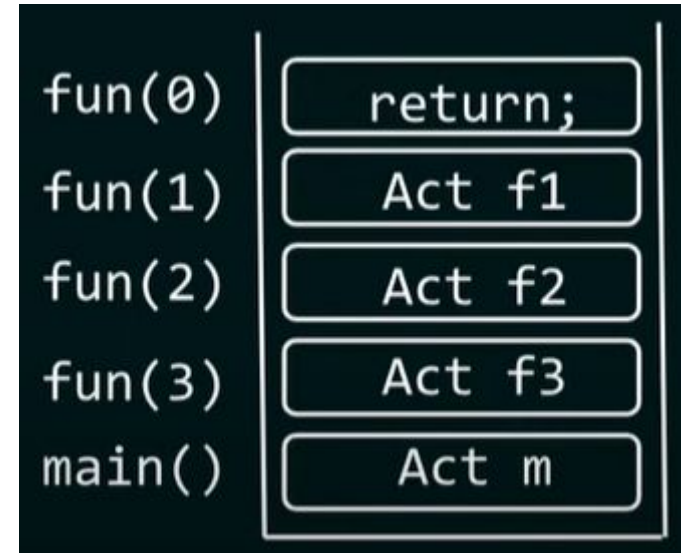 fun(0) return;
fun(1) Act f1
fun(2) Act f2
fun(3) Act f3
main() Act m